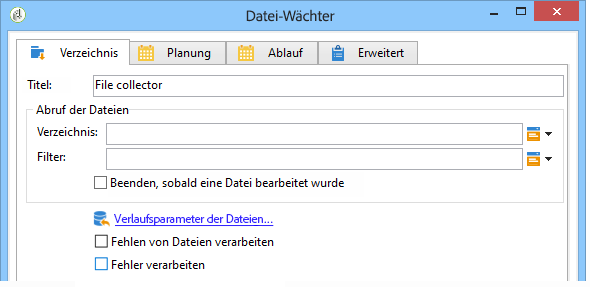 Datei-Wächter
Verzeichnis Planung Ablauf Erweitert
Titel: File collector
Abruf der Dateien
Verzeichnis:
Filter:
Beenden, sobald eine Datei bearbeitet wurde
Verlaufsparameter der Dateien...
Fehlen von Dateien verarbeiten
Fehler verarbeiten